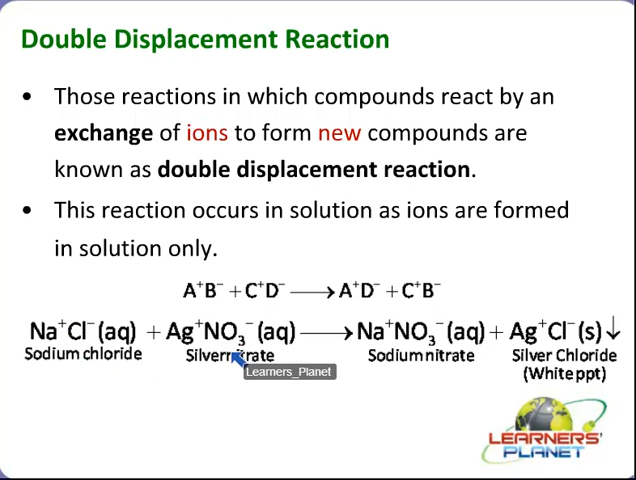 Double Displacement Reaction
• Those reactions in which compounds react by an
exchange of ions to form new compounds are
known as double displacement reaction.
• This reaction occurs in solution as ions are formed
in solution only.
A⁺B⁻ + C⁺D⁻ ⟶ A⁺D⁻ + C⁺B⁻
Na⁺Cl⁻(aq) + Ag⁺NO₃⁻(aq) ⟶ Na⁺NO₃⁻(aq) + Ag⁺Cl⁻(s)↓
Sodium chloride Silver nitrate Sodium nitrate Silver Chloride
(White ppt)
Learners_Planet
LEARNERS'
PLANET